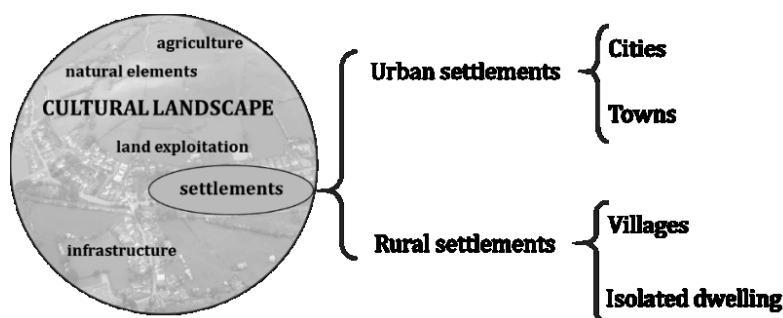 agriculture
natural elements
CULTURAL LANDSCAPE
land exploitation
settlements
infrastructure
Urban settlements
Cities
Towns
Rural settlements
Villages
Isolated dwelling